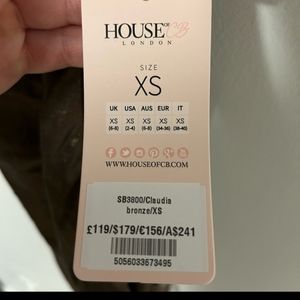 HOUSE OF CB
LONDON
SIZE
XS
UK USA AUS EUR IT
XS XS XS XS XS
(6-8) (2-4) (6-8) (34-36) (38-40)
WWW.HOUSEOFCB.COM
SB3800/Claudia
bronze/XS
£119/$179/€156/A$241
5056033673495